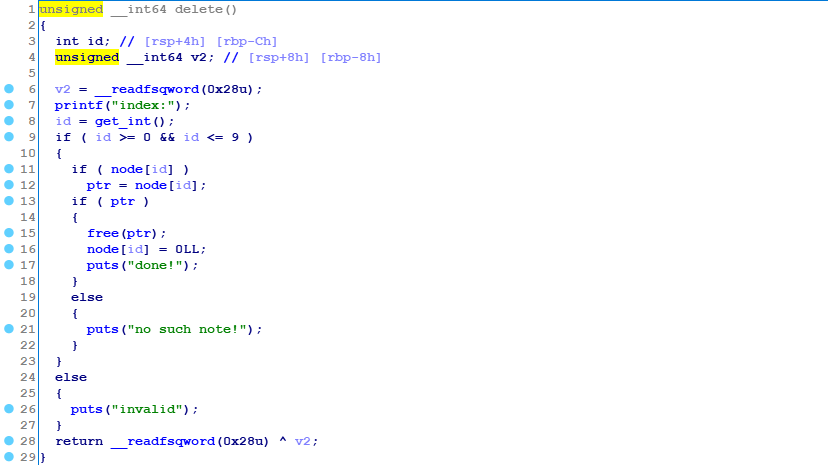 1 unsigned __int64 delete()
2 {
3 int id; // [rsp+4h] [rbp-Ch]
4 unsigned __int64 v2; // [rsp+8h] [rbp-8h]
5
6 v2 = __readfsqword(0x28u);
7 printf("index:");
8 id = get_int();
9 if ( id >= 0 && id <= 9 )
10 {
11 if ( node[id] )
12 ptr = node[id];
13 if ( ptr )
14 {
15 free(ptr);
16 node[id] = 0LL;
17 puts("done!");
18 }
19 else
20 {
21 puts("no such note!");
22 }
23 }
24 else
25 {
26 puts("invalid");
27 }
28 return __readfsqword(0x28u) ^ v2;
29 }